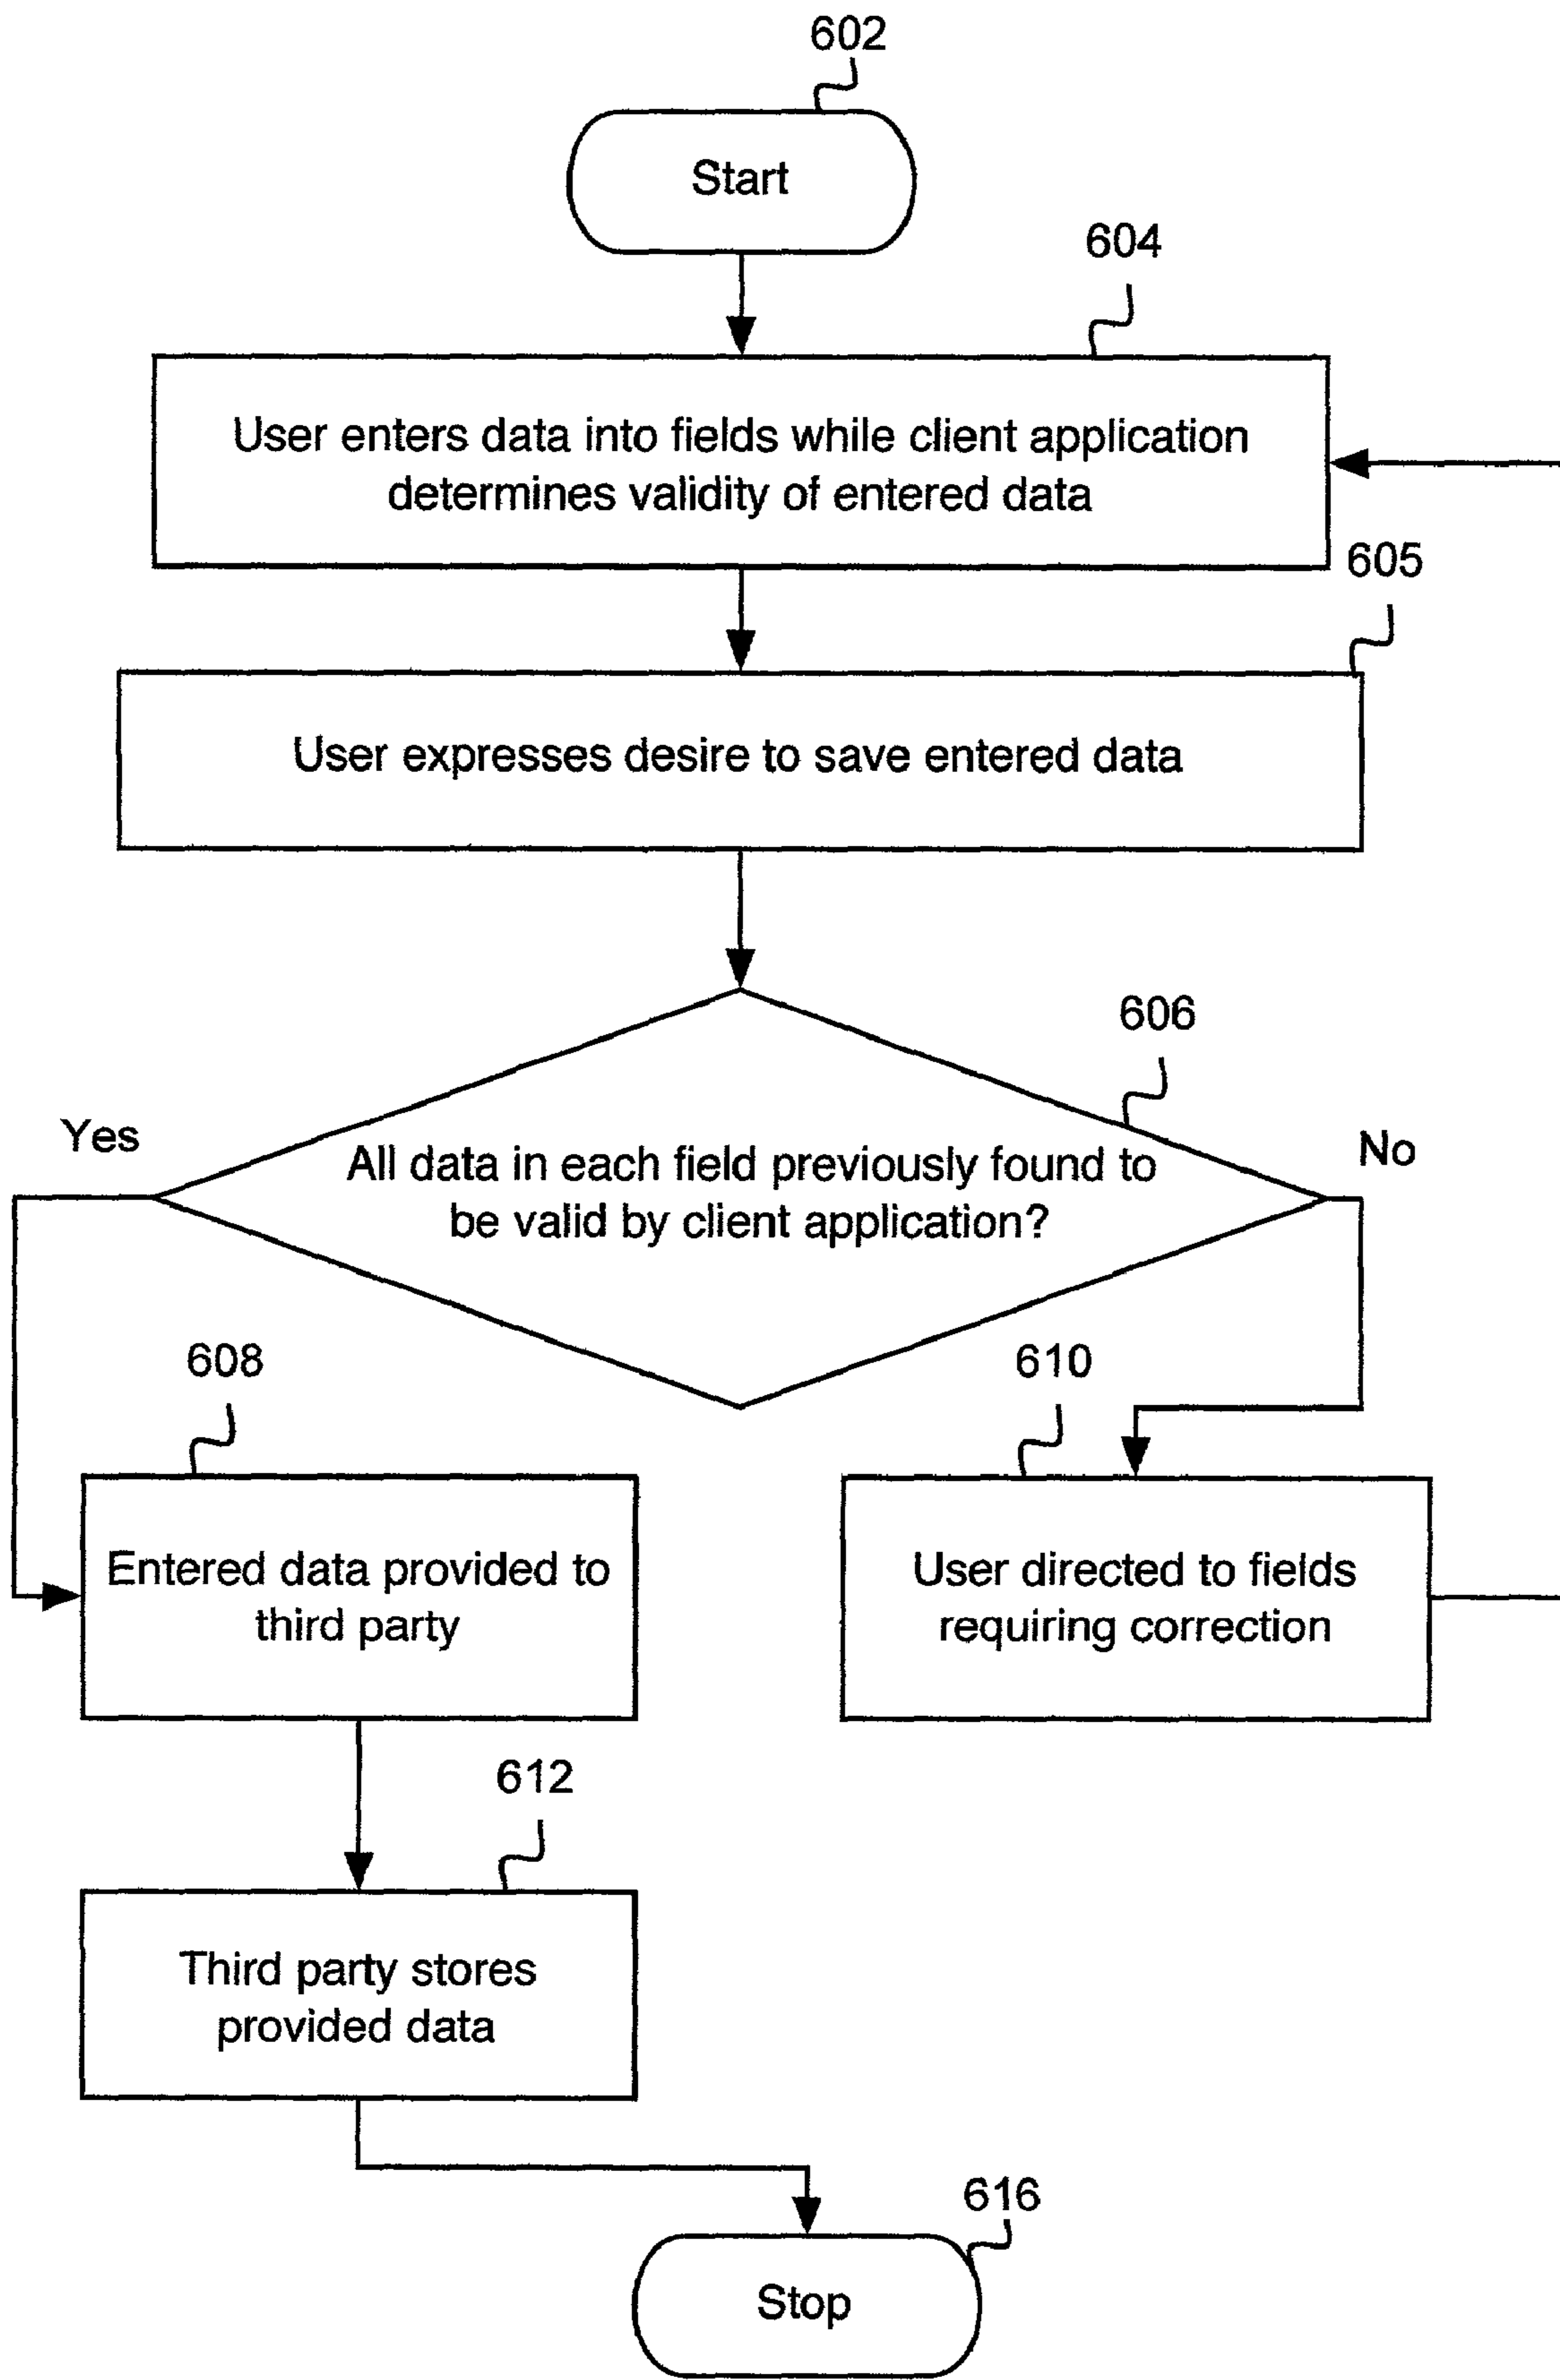 602
Start
604
User enters data into fields while client application
determines validity of entered data
605
User expresses desire to save entered data
606
Yes
No
All data in each field previously found to
be valid by client application?
608
610
Entered data provided to
third party
User directed to fields
requiring correction
612
Third party stores
provided data
616
Stop